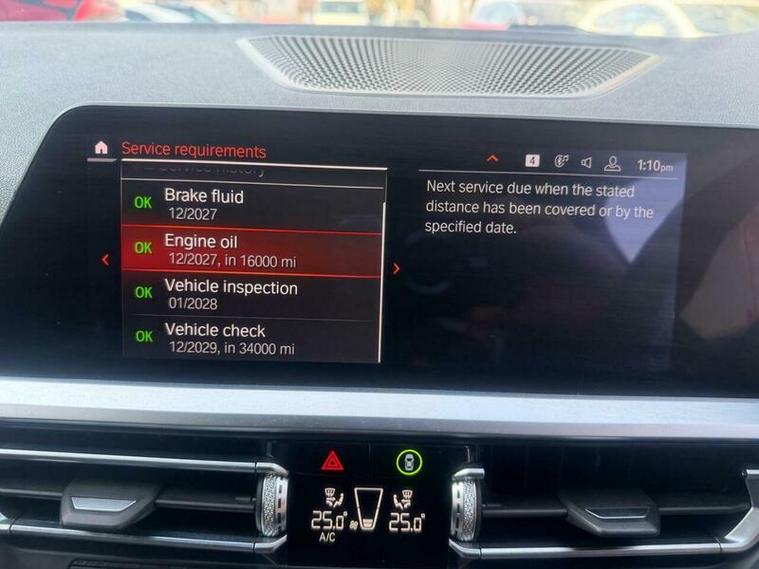 Service requirements
4
1:10pm
Service history
OK Brake fluid
12/2027
OK Engine oil
12/2027, in 16000 mi
OK Vehicle inspection
01/2028
OK Vehicle check
12/2029, in 34000 mi
Next service due when the stated
distance has been covered or by the
specified date.
25.0° 25.0°
A/C